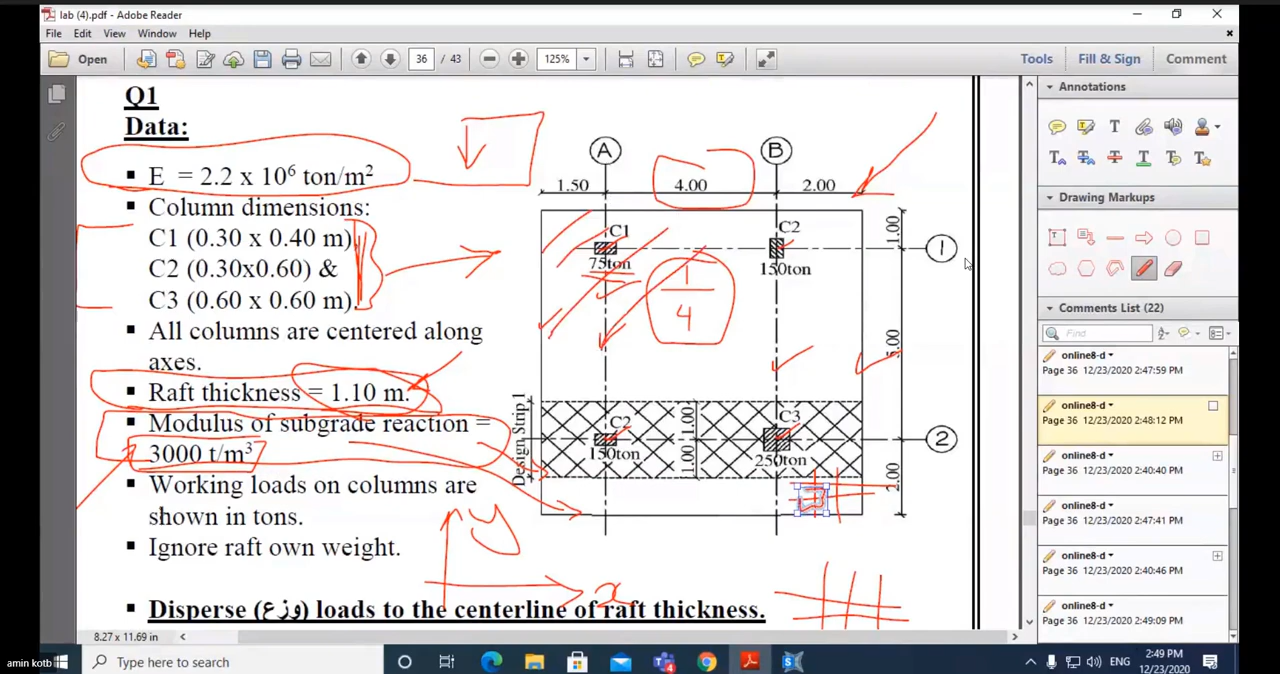 lab (4).pdf - Adobe Reader
File Edit View Window Help
Open 36 / 43 125% Tools Fill & Sign Comment
Q1
Data:
▪ E = 2.2 x 10⁶ ton/m²
▪ Column dimensions:
C1 (0.30 x 0.40 m),
C2 (0.30x0.60) &
C3 (0.60 x 0.60 m).
▪ All columns are centered along
axes.
▪ Raft thickness = 1.10 m.
▪ Modulus of subgrade reaction =
3000 t/m³
▪ Working loads on columns are
shown in tons.
▪ Ignore raft own weight.
▪ Disperse (وزع) loads to the centerline of raft thickness.
A B
1.50 4.00 2.00
C1 C2
75ton 150ton
1.00
1
1
4
5.00
Design Strip 1
C2 1.00 C3
150ton 1.00 250ton
2
2.00
y
x
8.27 x 11.69 in
Annotations
T
T T T T T T
Drawing Markups
T
Comments List (22)
Find
online8-d
Page 36 12/23/2020 2:47:59 PM
online8-d
Page 36 12/23/2020 2:48:12 PM
online8-d
Page 36 12/23/2020 2:40:40 PM
online8-d
Page 36 12/23/2020 2:47:41 PM
online8-d
Page 36 12/23/2020 2:40:46 PM
online8-d
Page 36 12/23/2020 2:49:09 PM
amin kotb
Type here to search
ENG
2:49 PM
12/23/2020